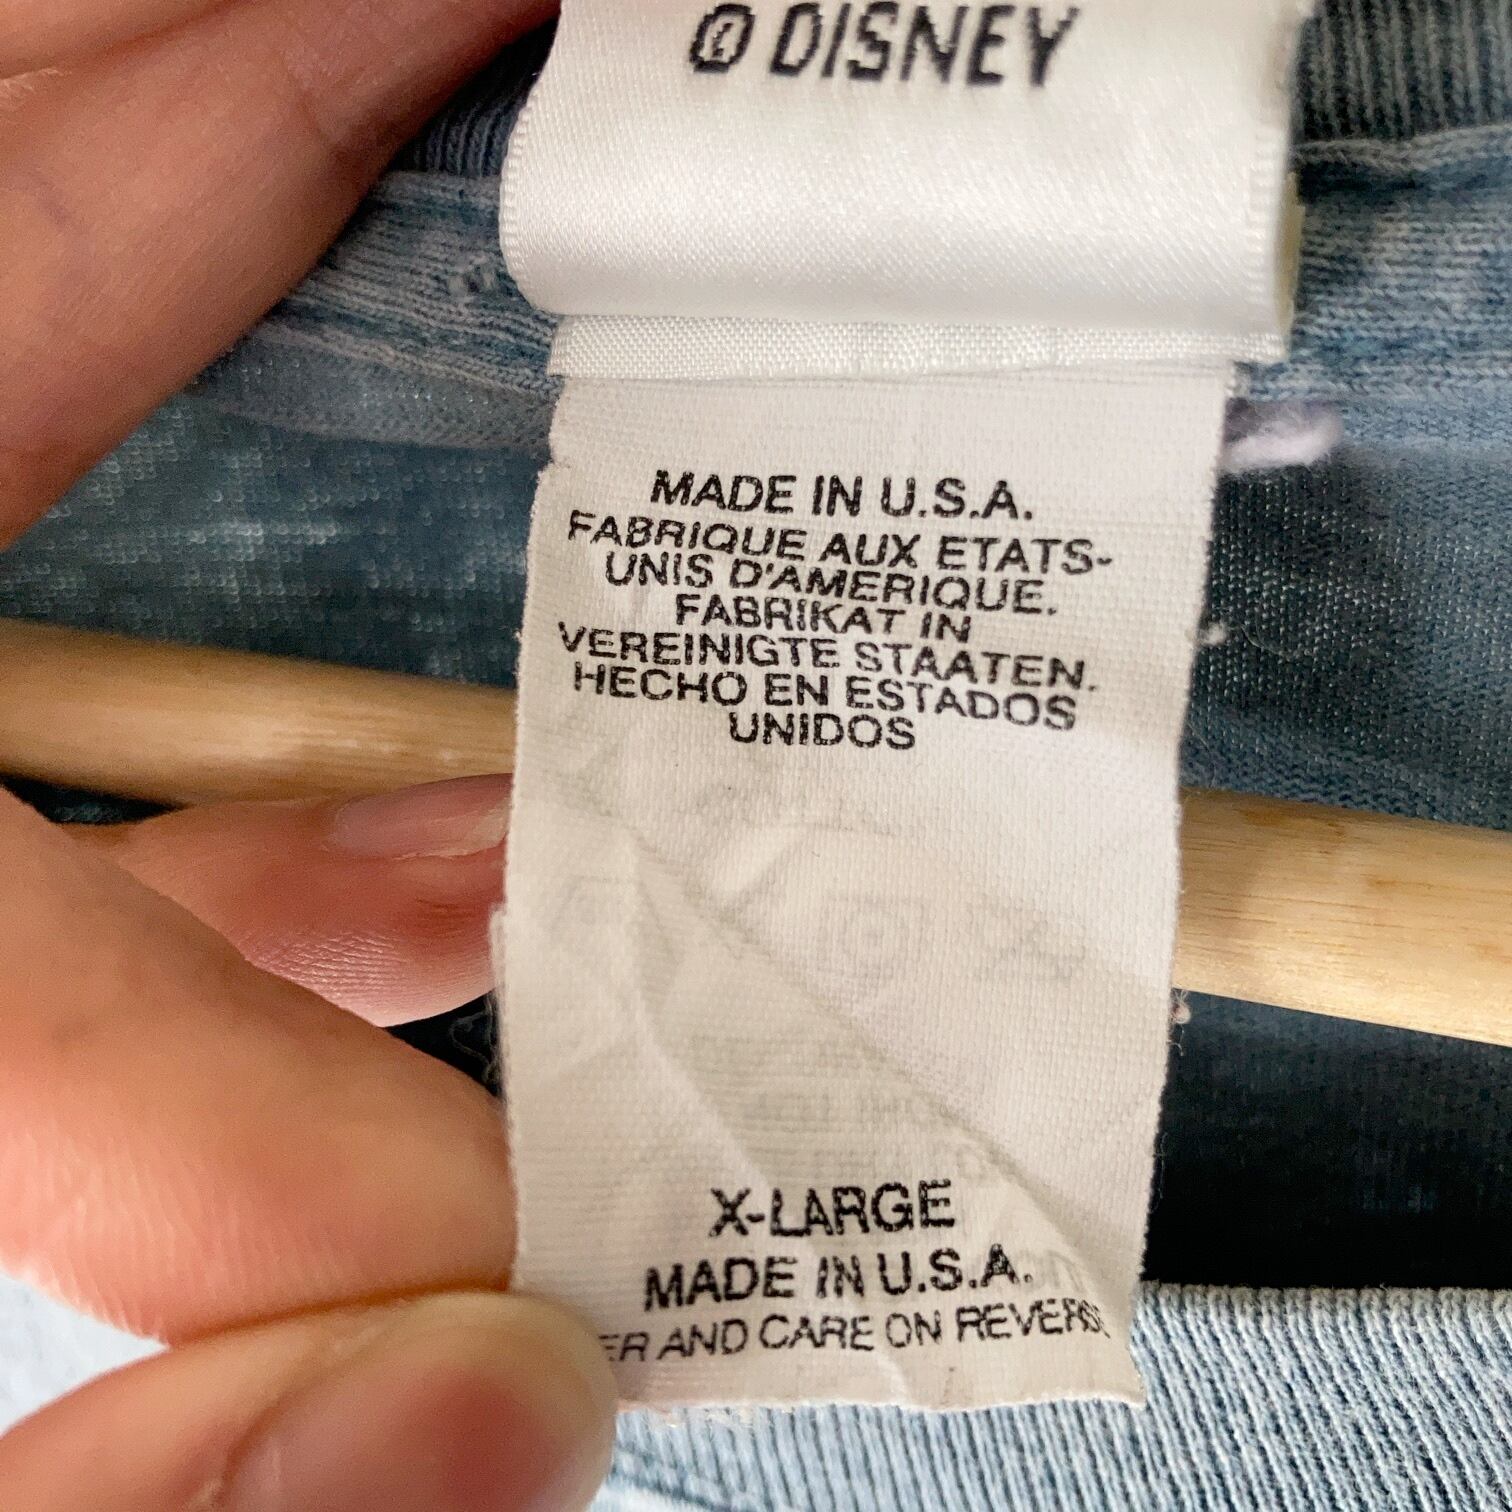 © DISNEY
MADE IN U.S.A.
FABRIQUE AUX ETATS-
UNIS D'AMERIQUE.
FABRIKAT IN
VEREINIGTE STAATEN.
HECHO EN ESTADOS
UNIDOS
X-LARGE
MADE IN U.S.A.
AND CARE ON REVERSE